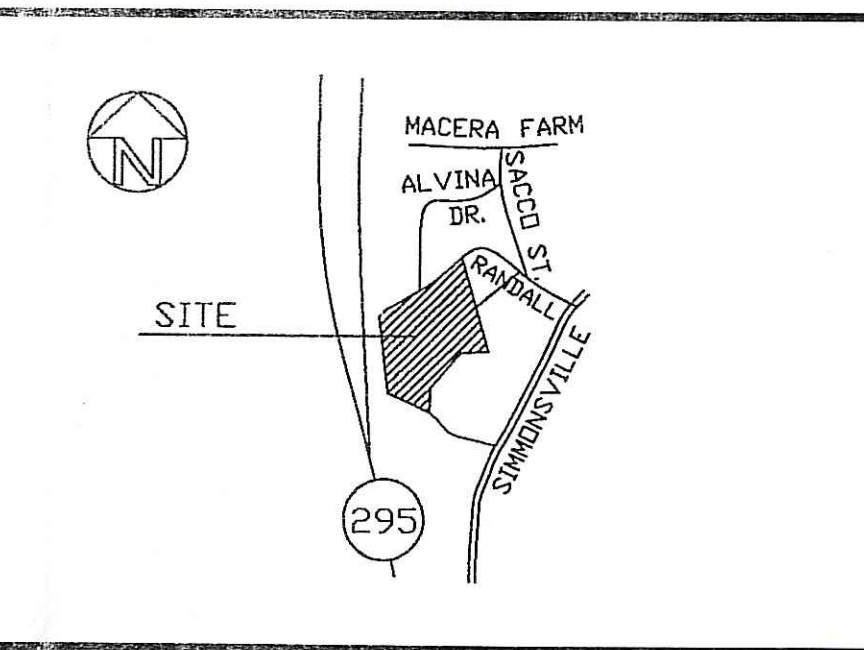 N
MACERA FARM
ALVINA
DR.
SACCO ST.
RANDALL
SITE
SIMMONSVILLE
295